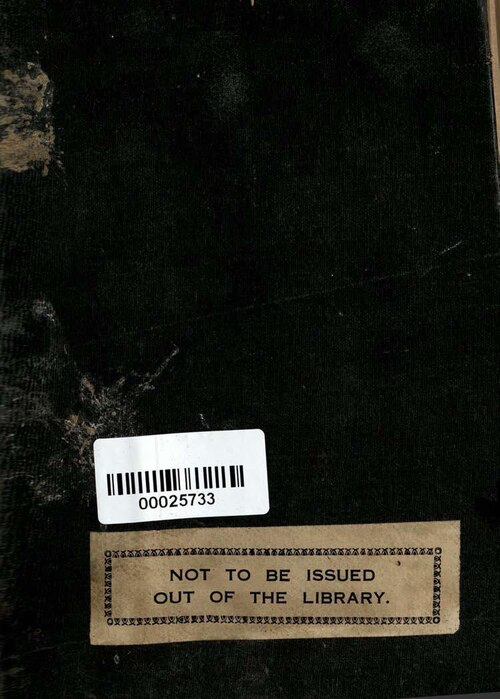 00025733
NOT TO BE ISSUED
OUT OF THE LIBRARY.